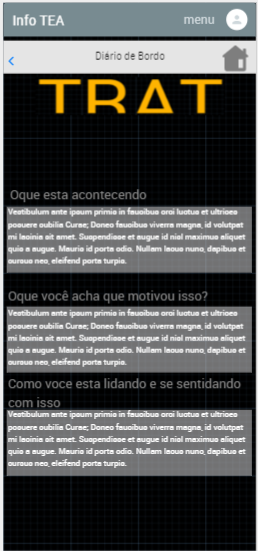 Info TEA
menu
Diário de Bordo
TRAT
Oque esta acontecendo
Vestibulum ante ipsum primis in faucibus orci luctus et ultrices
posuere cubilia Curae; Donec faucibus viverra magna, id volutpat
mi lacinia sit amet. Suspendisse et augue id nisl maximus aliquet
quis a augue. Mauris id porta odio. Nullam lacus nunc, dapibus et
cursus nec, eleifend porta turpis.
Oque você acha que motivou isso?
Vestibulum ante ipsum primis in faucibus orci luctus et ultrices
posuere cubilia Curae; Donec faucibus viverra magna, id volutpat
mi lacinia sit amet. Suspendisse et augue id nisl maximus aliquet
quis a augue. Mauris id porta odio. Nullam lacus nunc, dapibus et
cursus nec, eleifend porta turpis.
Como voce esta lidando e se sentidando
com isso
Vestibulum ante ipsum primis in faucibus orci luctus et ultrices
posuere cubilia Curae; Donec faucibus viverra magna, id volutpat
mi lacinia sit amet. Suspendisse et augue id nisl maximus aliquet
quis a augue. Mauris id porta odio. Nullam lacus nunc, dapibus et
cursus nec, eleifend porta turpis.